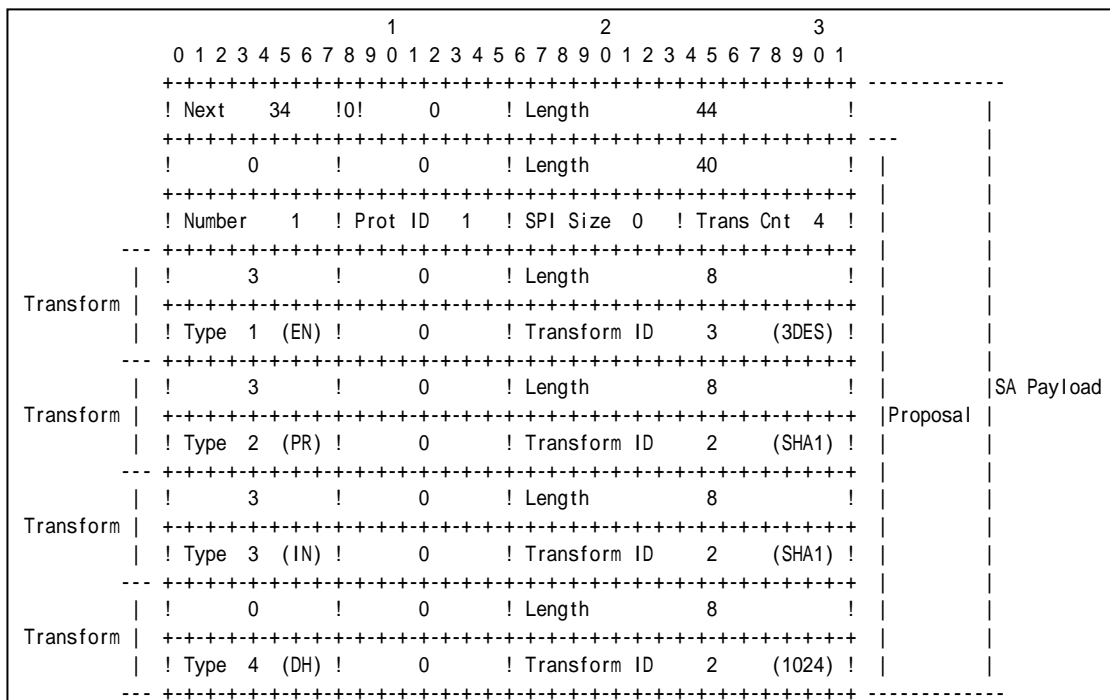 1 2 3
0 1 2 3 4 5 6 7 8 9 0 1 2 3 4 5 6 7 8 9 0 1 2 3 4 5 6 7 8 9 0 1
+-+-+-+-+-+-+-+-+-+-+-+-+-+-+-+-+-+-+-+-+-+-+-+-+-+-+-+-+-+-+-+-+ -------------
! Next 34 !0! 0 ! Length 44 ! |
+-+-+-+-+-+-+-+-+-+-+-+-+-+-+-+-+-+-+-+-+-+-+-+-+-+-+-+-+-+-+-+-+ --- |
! 0 ! 0 ! Length 40 ! | |
+-+-+-+-+-+-+-+-+-+-+-+-+-+-+-+-+-+-+-+-+-+-+-+-+-+-+-+-+-+-+-+-+ | |
! Number 1 ! Prot ID 1 ! SPI Size 0 ! Trans Cnt 4 ! | |
--- +-+-+-+-+-+-+-+-+-+-+-+-+-+-+-+-+-+-+-+-+-+-+-+-+-+-+-+-+-+-+-+-+ | |
| ! 3 ! 0 ! Length 8 ! | |
Transform | +-+-+-+-+-+-+-+-+-+-+-+-+-+-+-+-+-+-+-+-+-+-+-+-+-+-+-+-+-+-+-+-+ | |
| ! Type 1 (EN) ! 0 ! Transform ID 3 (3DES) ! | |
--- +-+-+-+-+-+-+-+-+-+-+-+-+-+-+-+-+-+-+-+-+-+-+-+-+-+-+-+-+-+-+-+-+ | |
| ! 3 ! 0 ! Length 8 ! | |SA Payload
Transform | +-+-+-+-+-+-+-+-+-+-+-+-+-+-+-+-+-+-+-+-+-+-+-+-+-+-+-+-+-+-+-+-+ |Proposal |
| ! Type 2 (PR) ! 0 ! Transform ID 2 (SHA1) ! | |
--- +-+-+-+-+-+-+-+-+-+-+-+-+-+-+-+-+-+-+-+-+-+-+-+-+-+-+-+-+-+-+-+-+ | |
| ! 3 ! 0 ! Length 8 ! | |
Transform | +-+-+-+-+-+-+-+-+-+-+-+-+-+-+-+-+-+-+-+-+-+-+-+-+-+-+-+-+-+-+-+-+ | |
| ! Type 3 (IN) ! 0 ! Transform ID 2 (SHA1) ! | |
--- +-+-+-+-+-+-+-+-+-+-+-+-+-+-+-+-+-+-+-+-+-+-+-+-+-+-+-+-+-+-+-+-+ | |
| ! 0 ! 0 ! Length 8 ! | |
Transform | +-+-+-+-+-+-+-+-+-+-+-+-+-+-+-+-+-+-+-+-+-+-+-+-+-+-+-+-+-+-+-+-+ | |
| ! Type 4 (DH) ! 0 ! Transform ID 2 (1024) ! | |
--- +-+-+-+-+-+-+-+-+-+-+-+-+-+-+-+-+-+-+-+-+-+-+-+-+-+-+-+-+-+-+-+-+ -------------